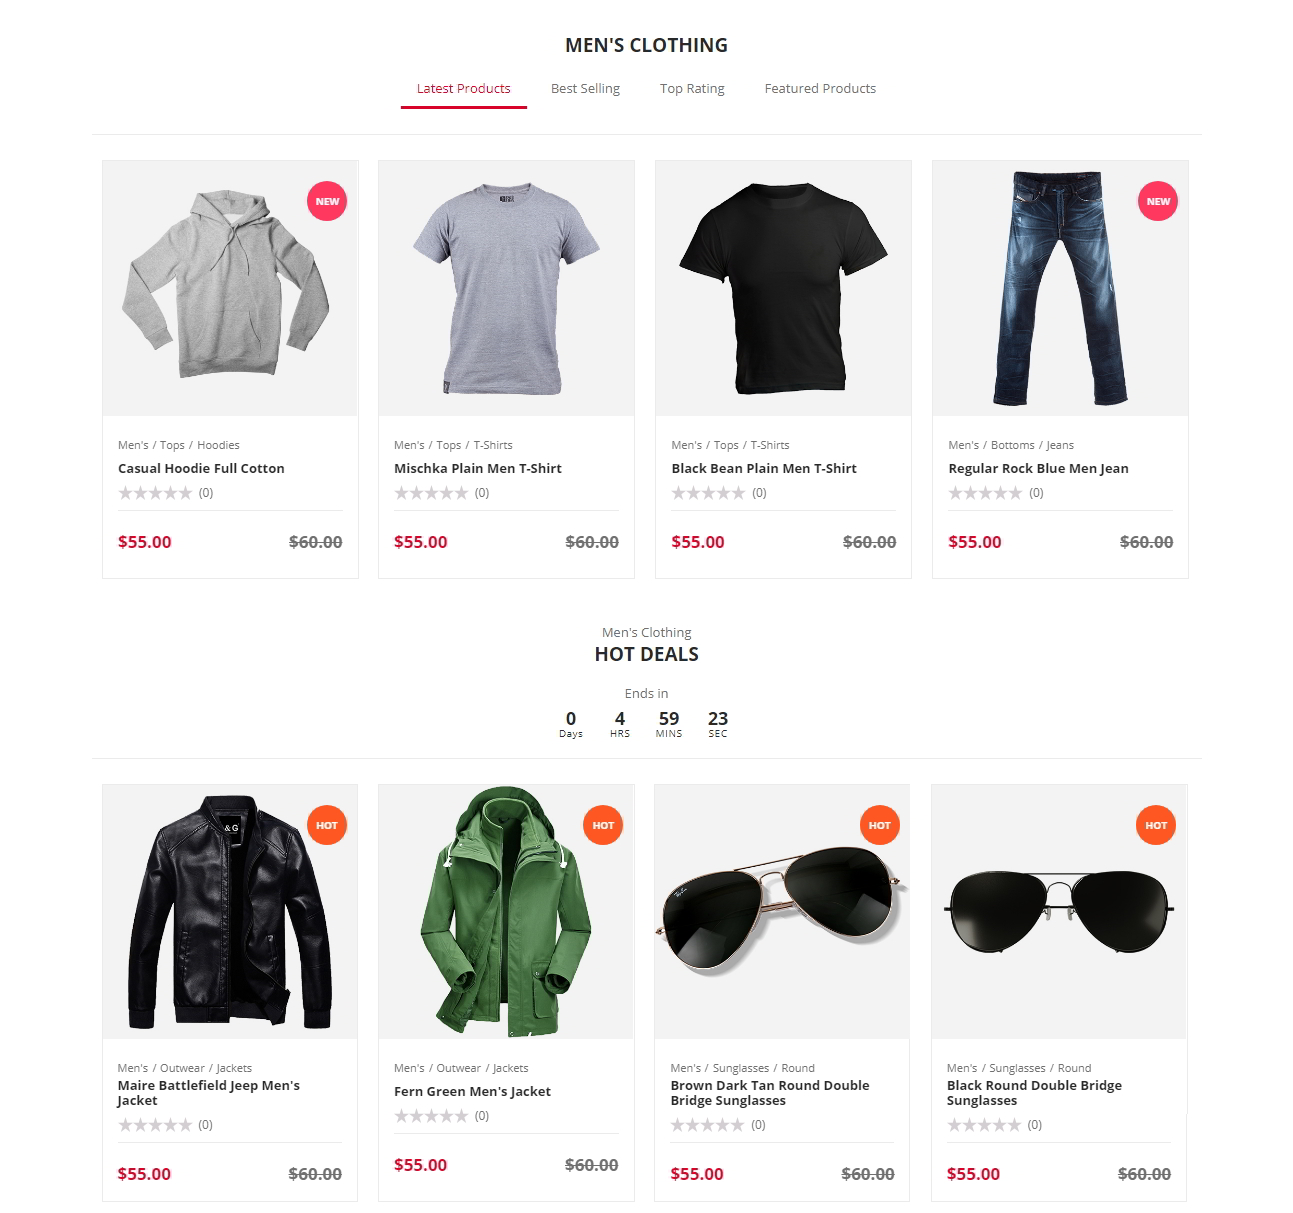 MEN'S CLOTHING
Latest Products Best Selling Top Rating Featured Products
NEW NEW
Men's / Tops / Hoodies
Casual Hoodie Full Cotton
(0)
$55.00 $60.00
Men's / Tops / T-Shirts
Mischka Plain Men T-Shirt
(0)
$55.00 $60.00
Men's / Tops / T-Shirts
Black Bean Plain Men T-Shirt
(0)
$55.00 $60.00
Men's / Bottoms / Jeans
Regular Rock Blue Men Jean
(0)
$55.00 $60.00
Men's Clothing
HOT DEALS
Ends in
0 4 59 23
Days HRS MINS SEC
HOT HOT HOT HOT
& G
Ray-Ban
Men's / Outwear / Jackets
Maire Battlefield Jeep Men's
Jacket
(0)
$55.00 $60.00
Men's / Outwear / Jackets
Fern Green Men's Jacket
(0)
$55.00 $60.00
Men's / Sunglasses / Round
Brown Dark Tan Round Double
Bridge Sunglasses
(0)
$55.00 $60.00
Men's / Sunglasses / Round
Black Round Double Bridge
Sunglasses
(0)
$55.00 $60.00